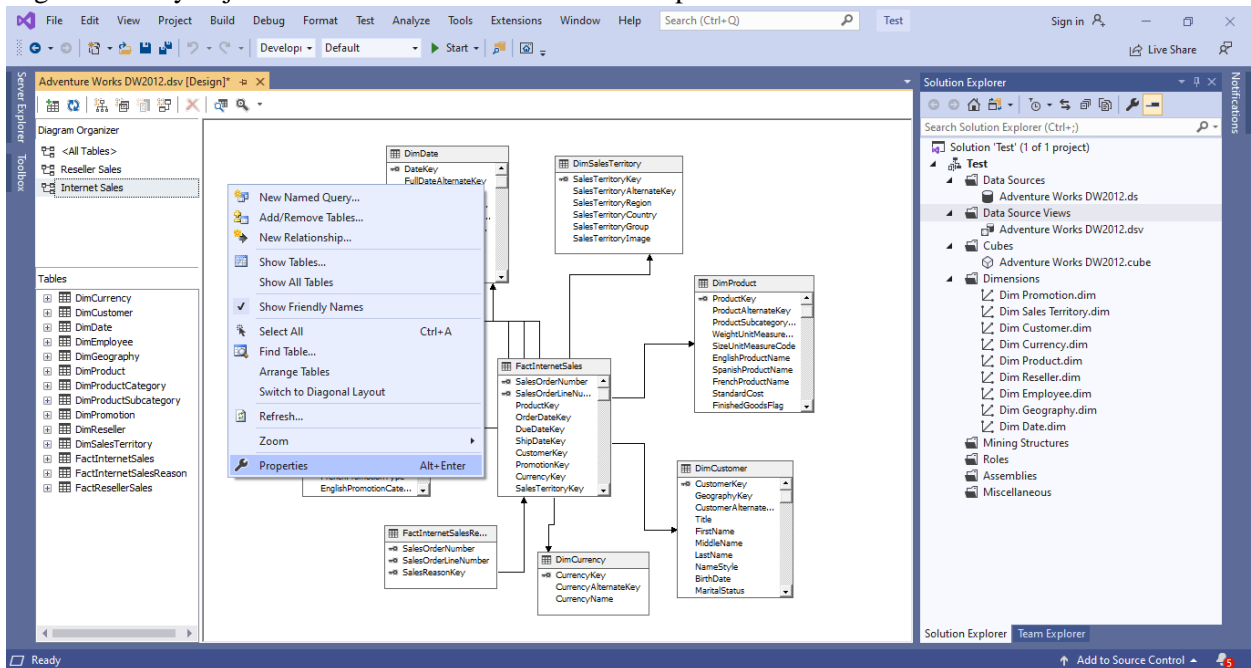 File Edit View Project Build Debug Format Test Analyze Tools Extensions Window Help Search (Ctrl+Q) Test Sign in
Developı Default Start Live Share
Server Explorer
Toolbox
Adventure Works DW2012.dsv [Design]*
Diagram Organizer
<All Tables>
Reseller Sales
Internet Sales
Tables
DimCurrency
DimCustomer
DimDate
DimEmployee
DimGeography
DimProduct
DimProductCategory
DimProductSubcategory
DimPromotion
DimReseller
DimSalesTerritory
FactInternetSales
FactInternetSalesReason
FactResellerSales
DimDate
DateKey
FullDateAlternateKey
New Named Query...
Add/Remove Tables...
New Relationship...
Show Tables...
Show All Tables
Show Friendly Names
Select All Ctrl+A
Find Table...
Arrange Tables
Switch to Diagonal Layout
Refresh...
Zoom
Properties Alt+Enter
EnglishPromotionCate...
DimSalesTerritory
SalesTerritoryKey
SalesTerritoryAlternateKey
SalesTerritoryRegion
SalesTerritoryCountry
SalesTerritoryGroup
SalesTerritoryImage
DimProduct
ProductKey
ProductAlternateKey
ProductSubcategory...
WeightUnitMeasure...
SizeUnitMeasureCode
EnglishProductName
SpanishProductName
FrenchProductName
StandardCost
FinishedGoodsFlag
FactInternetSales
SalesOrderNumber
SalesOrderLineNu...
ProductKey
OrderDateKey
DueDateKey
ShipDateKey
CustomerKey
PromotionKey
CurrencyKey
SalesTerritoryKey
DimCustomer
CustomerKey
GeographyKey
CustomerAlternate...
Title
FirstName
MiddleName
LastName
NameStyle
BirthDate
MaritalStatus
FactInternetSalesRe...
SalesOrderNumber
SalesOrderLineNumber
SalesReasonKey
DimCurrency
CurrencyKey
CurrencyAlternateKey
CurrencyName
Solution Explorer
Search Solution Explorer (Ctrl+;)
Solution 'Test' (1 of 1 project)
Test
Data Sources
Adventure Works DW2012.ds
Data Source Views
Adventure Works DW2012.dsv
Cubes
Adventure Works DW2012.cube
Dimensions
Dim Promotion.dim
Dim Sales Territory.dim
Dim Customer.dim
Dim Currency.dim
Dim Product.dim
Dim Reseller.dim
Dim Employee.dim
Dim Geography.dim
Dim Date.dim
Mining Structures
Roles
Assemblies
Miscellaneous
Solution Explorer Team Explorer
Notifications
Ready Add to Source Control 5